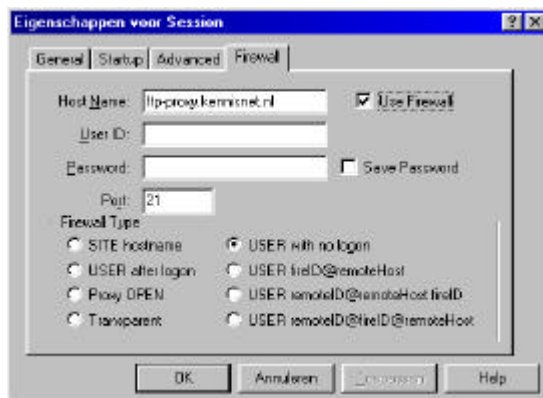 Eigenschappen voor Session
General Startup Advanced Firewall
Host Name: ftp-proxy.kennisnet.nl Use Firewall
User ID:
Password: Save Password
Port: 21
Firewall Type
SITE hostname USER with no logon
USER after logon USER fireID@remoteHost
Proxy OPEN USER remoteID@remoteHost fireID
Transparent USER remoteID@fireID@remoteHost
OK Annuleren Help